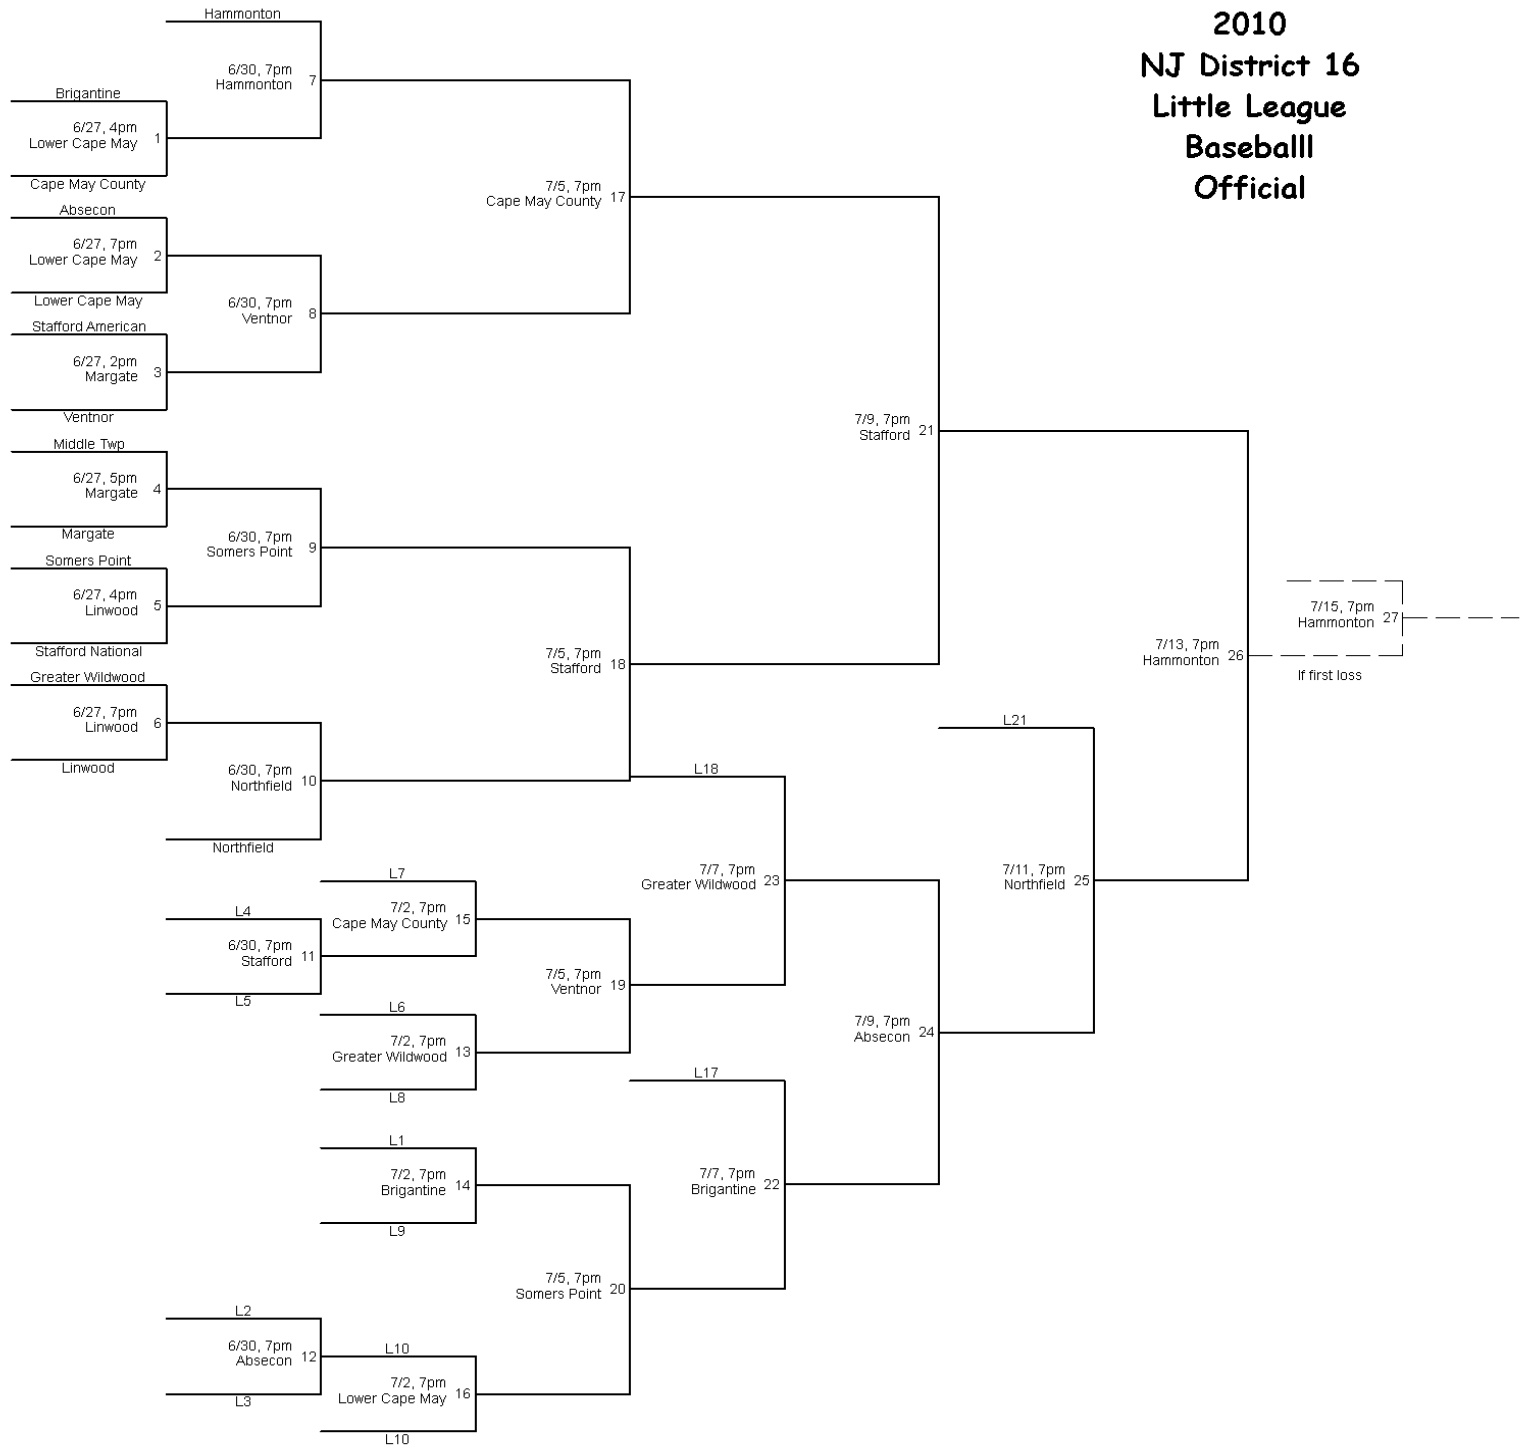 2010
NJ District 16
Little League
Baseballl
Official
Hammonton
6/30, 7pm
Hammonton 7
Brigantine
6/27, 4pm
Lower Cape May 1
Cape May County
7/5, 7pm
Cape May County 17
Absecon
6/27, 7pm
Lower Cape May 2
Lower Cape May
6/30, 7pm
Ventnor 8
Stafford American
6/27, 2pm
Margate 3
Ventnor
7/9, 7pm
Stafford 21
Middle Twp
6/27, 5pm
Margate 4
Margate
6/30, 7pm
Somers Point 9
Somers Point
6/27, 4pm
Linwood 5
Stafford National
7/5, 7pm
Stafford 18
7/15, 7pm
Hammonton 27
7/13, 7pm
Hammonton 26
If first loss
Greater Wildwood
6/27, 7pm
Linwood 6
Linwood
6/30, 7pm
Northfield 10
Northfield
L21
L18
7/7, 7pm
Greater Wildwood 23
7/11, 7pm
Northfield 25
L7
7/2, 7pm
Cape May County 15
L4
6/30, 7pm
Stafford 11
L5
7/5, 7pm
Ventnor 19
L6
7/2, 7pm
Greater Wildwood 13
L8
7/9, 7pm
Absecon 24
L17
7/7, 7pm
Brigantine 22
L1
7/2, 7pm
Brigantine 14
L9
7/5, 7pm
Somers Point 20
L2
6/30, 7pm
Absecon 12
L3
L10
7/2, 7pm
Lower Cape May 16
L10